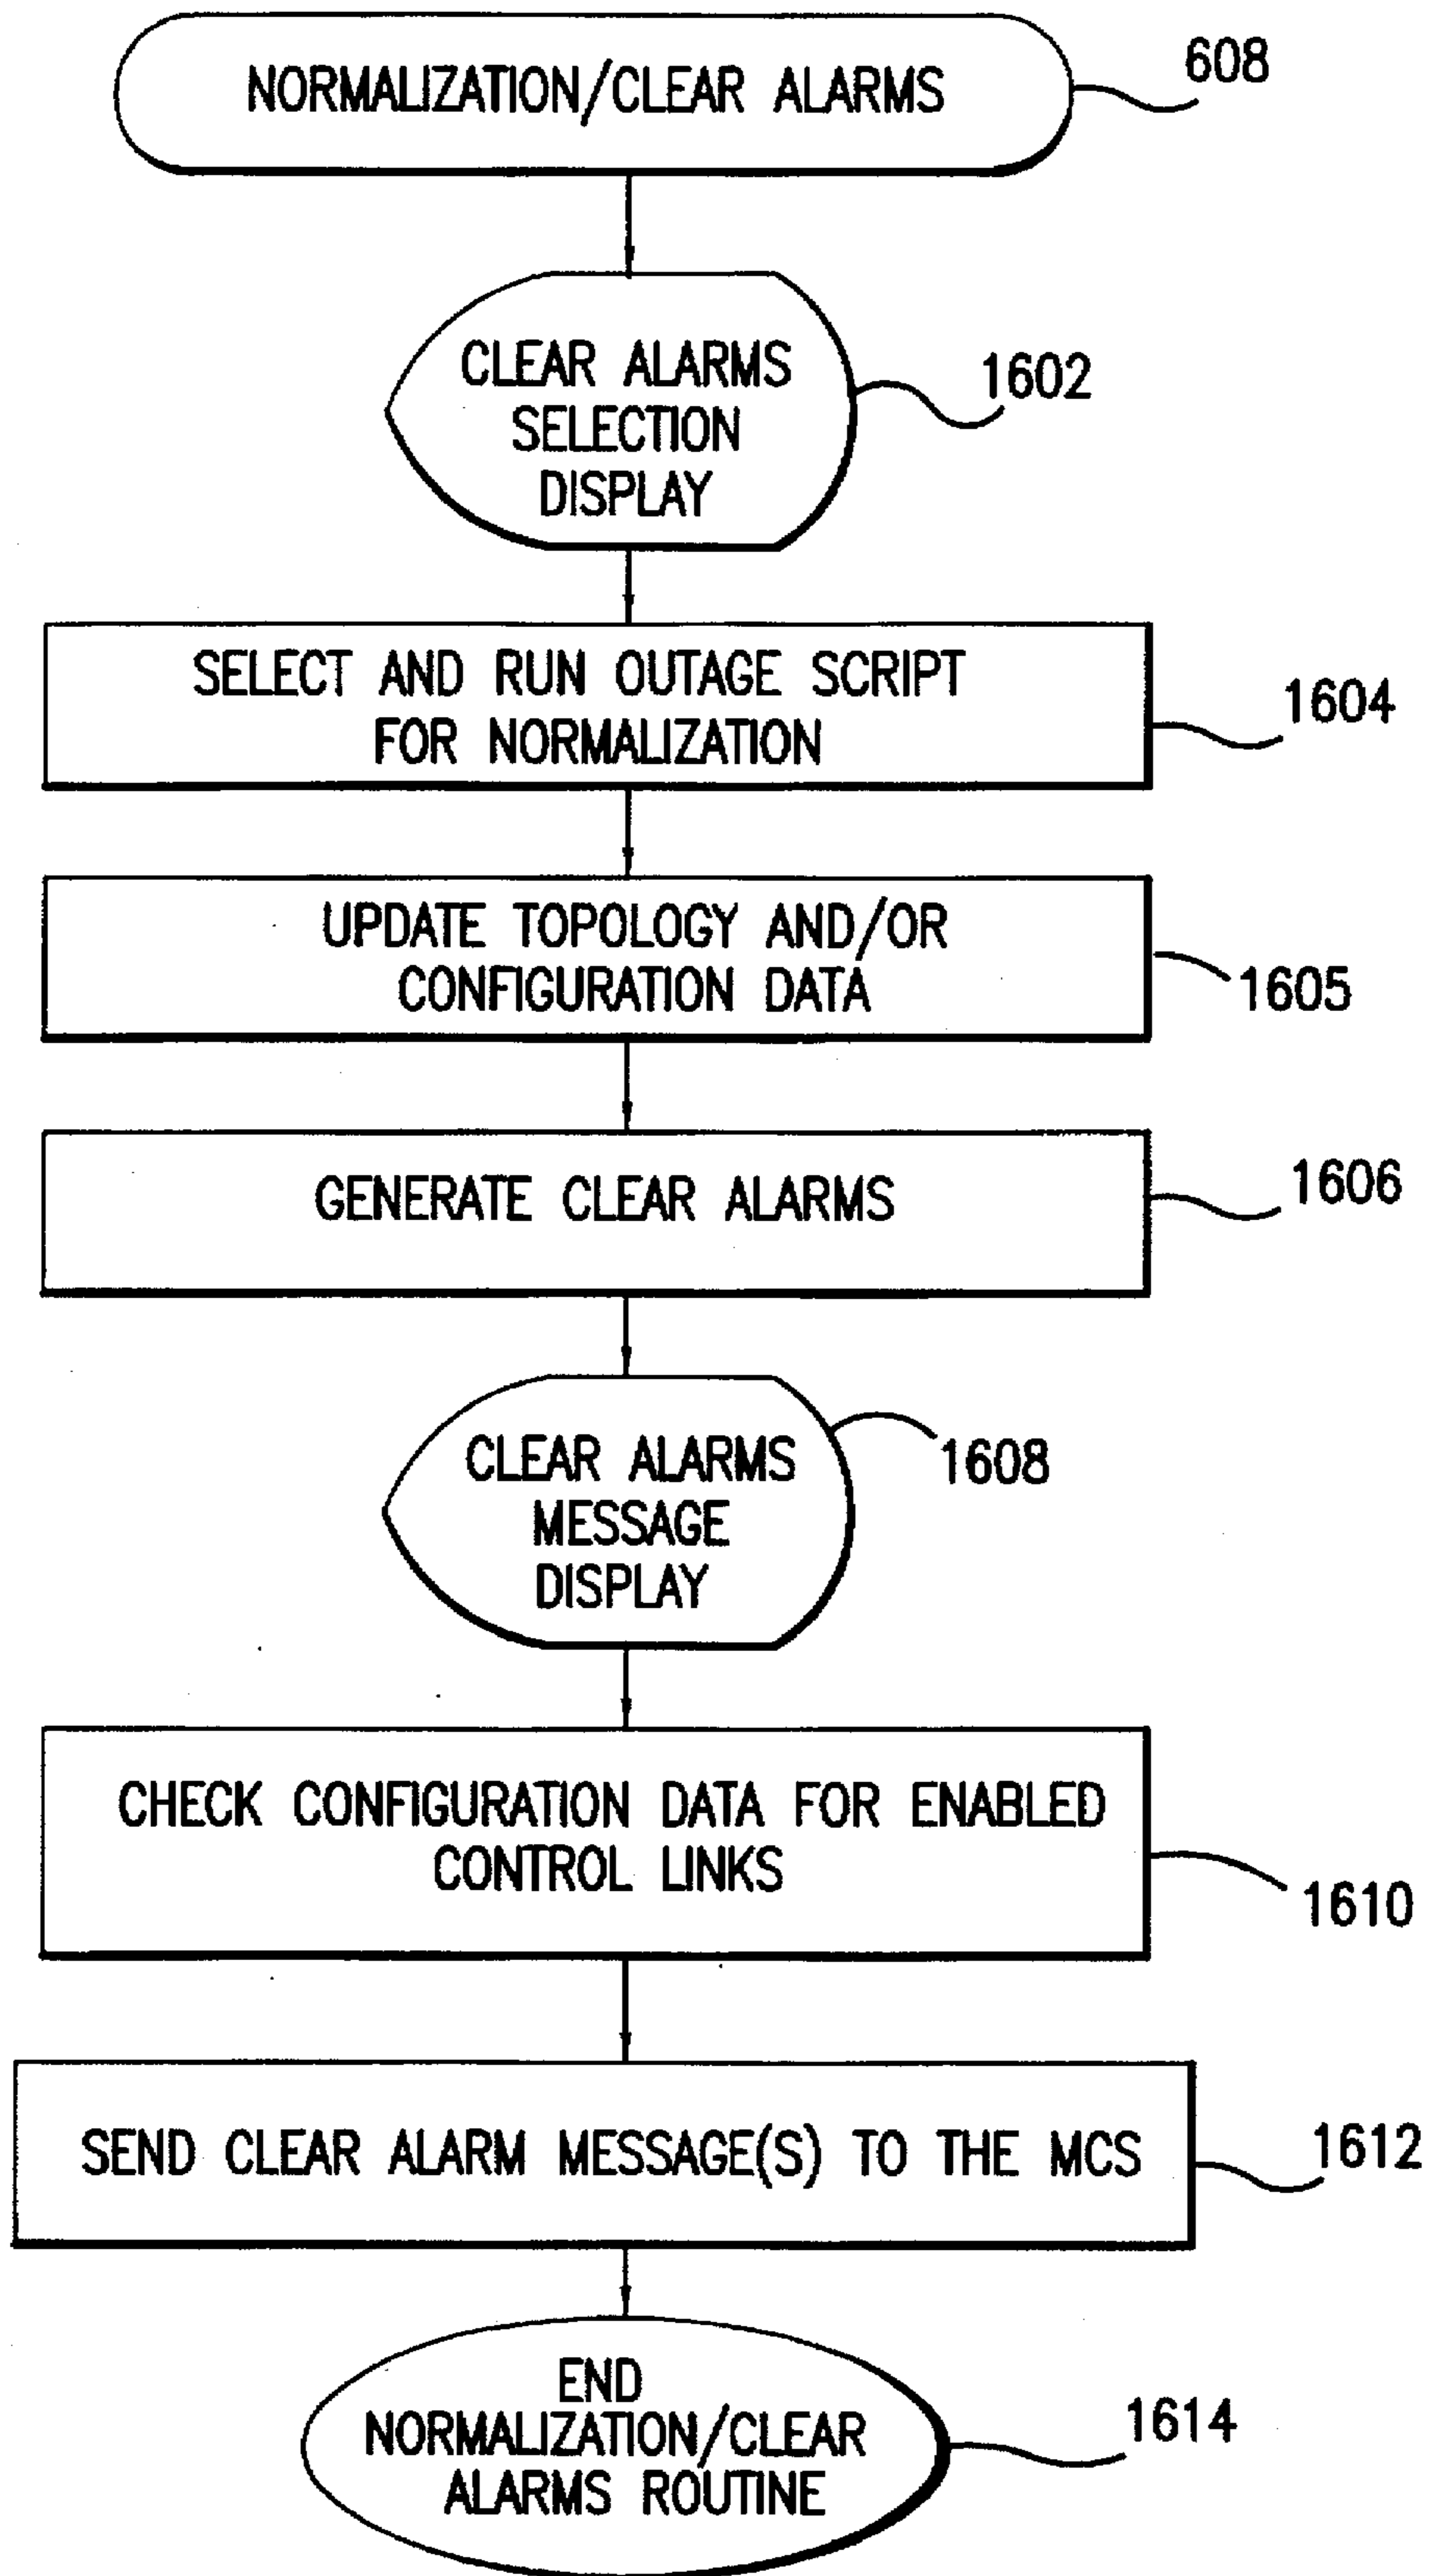 NORMALIZATION/CLEAR ALARMS
608
CLEAR ALARMS
SELECTION
DISPLAY
1602
SELECT AND RUN OUTAGE SCRIPT
FOR NORMALIZATION
1604
UPDATE TOPOLOGY AND/OR
CONFIGURATION DATA
1605
GENERATE CLEAR ALARMS
1606
CLEAR ALARMS
MESSAGE
DISPLAY
1608
CHECK CONFIGURATION DATA FOR ENABLED
CONTROL LINKS
1610
SEND CLEAR ALARM MESSAGE(S) TO THE MCS
1612
END
NORMALIZATION/CLEAR
ALARMS ROUTINE
1614